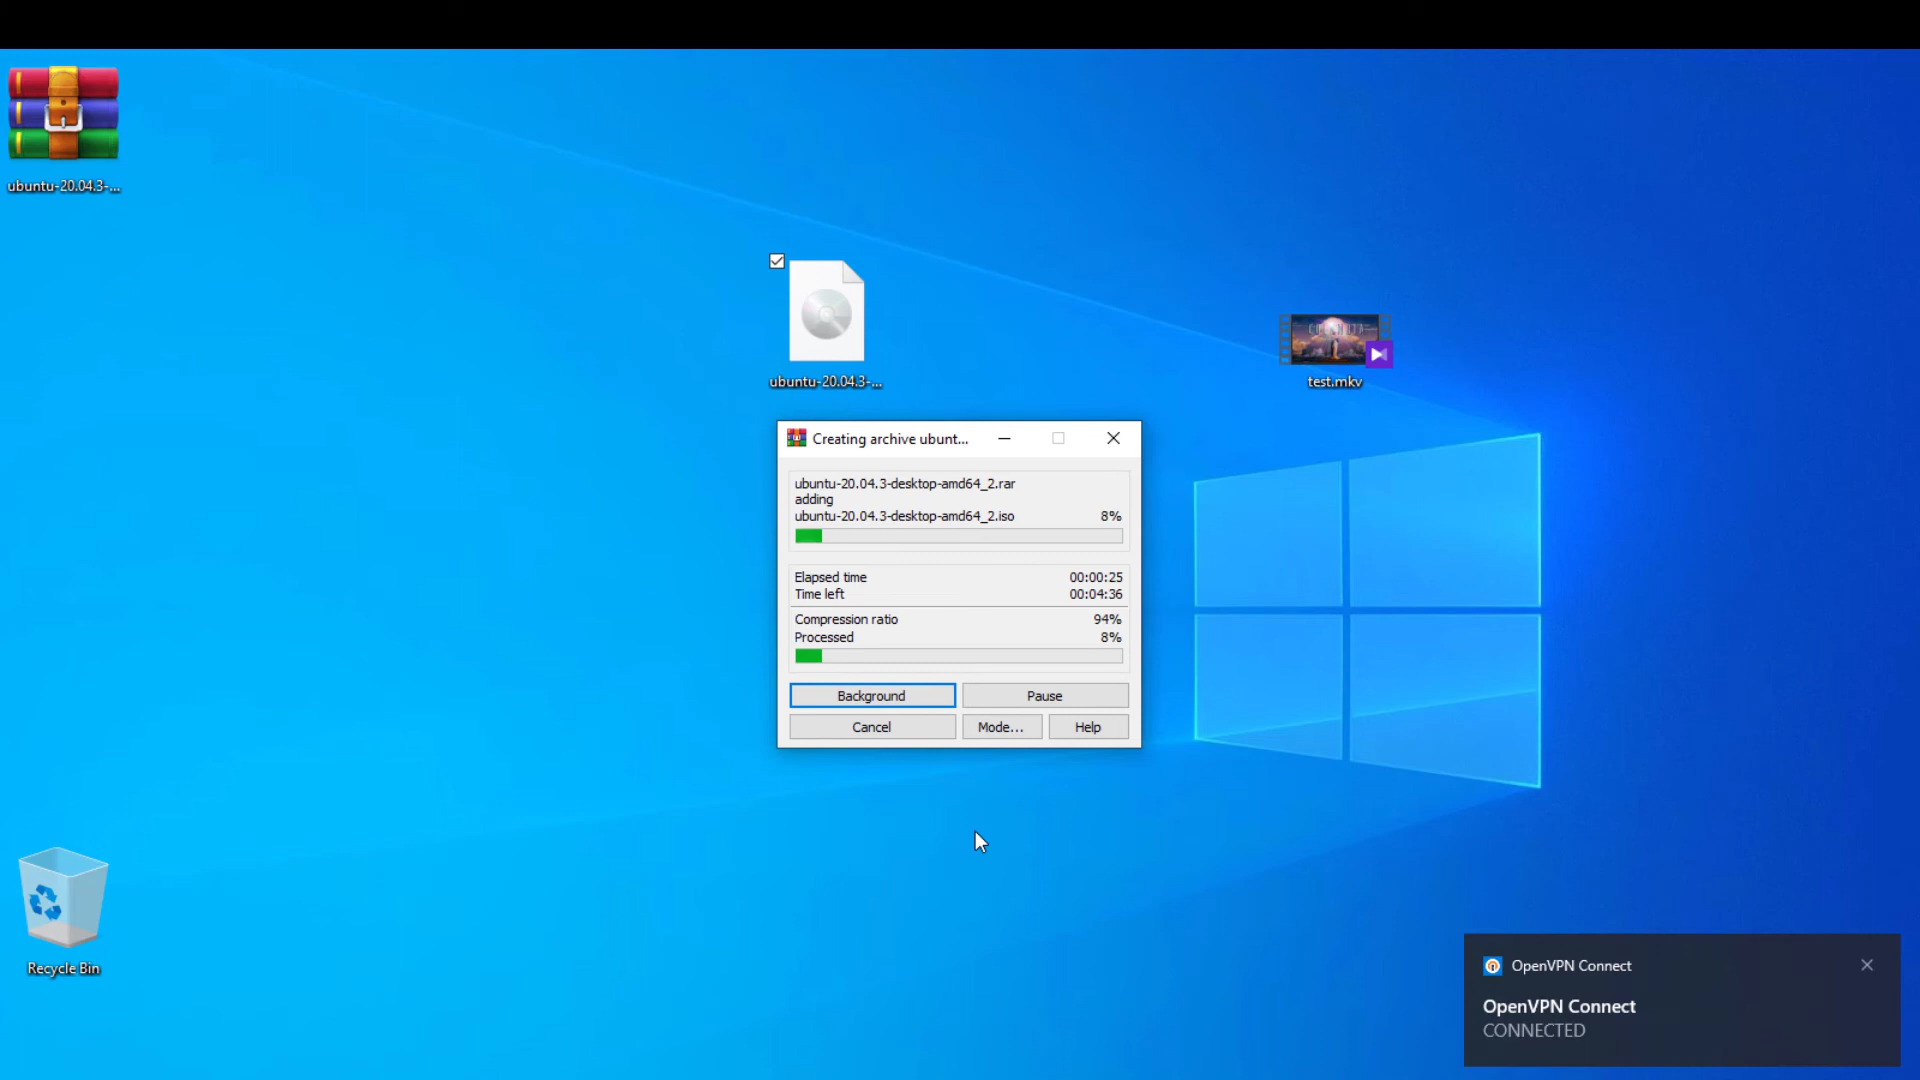 ubuntu-20.04.3-...
ubuntu-20.04.3-...
test.mkv
Creating archive ubunt...
ubuntu-20.04.3-desktop-amd64_2.rar
adding
ubuntu-20.04.3-desktop-amd64_2.iso 8%
Elapsed time 00:00:25
Time left 00:04:36
Compression ratio 94%
Processed 8%
Background Pause
Cancel Mode... Help
Recycle Bin
OpenVPN Connect
OpenVPN Connect
CONNECTED